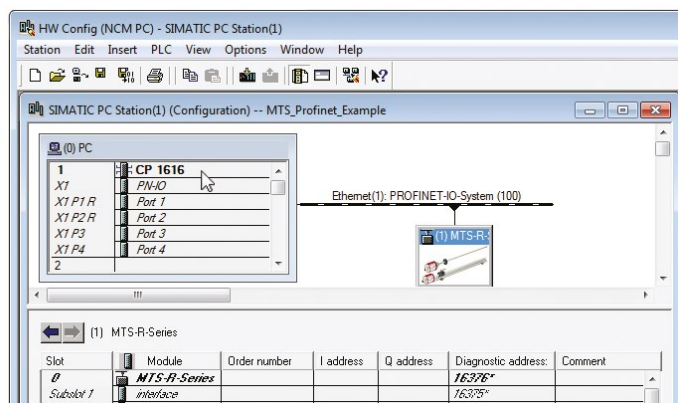 HW Config (NCM PC) - SIMATIC PC Station(1)
Station Edit Insert PLC View Options Window Help
SIMATIC PC Station(1) (Configuration) -- MTS_Profinet_Example
(0) PC
1 CP 1616
X1 PN-IO
X1 P1 R Port 1
X1 P2 R Port 2
X1 P3 Port 3
X1 P4 Port 4
2
Ethernet(1): PROFINET-IO-System (100)
(1) MTS-R-S
(1) MTS-R-Series
Slot Module Order number I address Q address Diagnostic address: Comment
0 MTS-R-Series 16376*
Subslot 1 interface 16375*